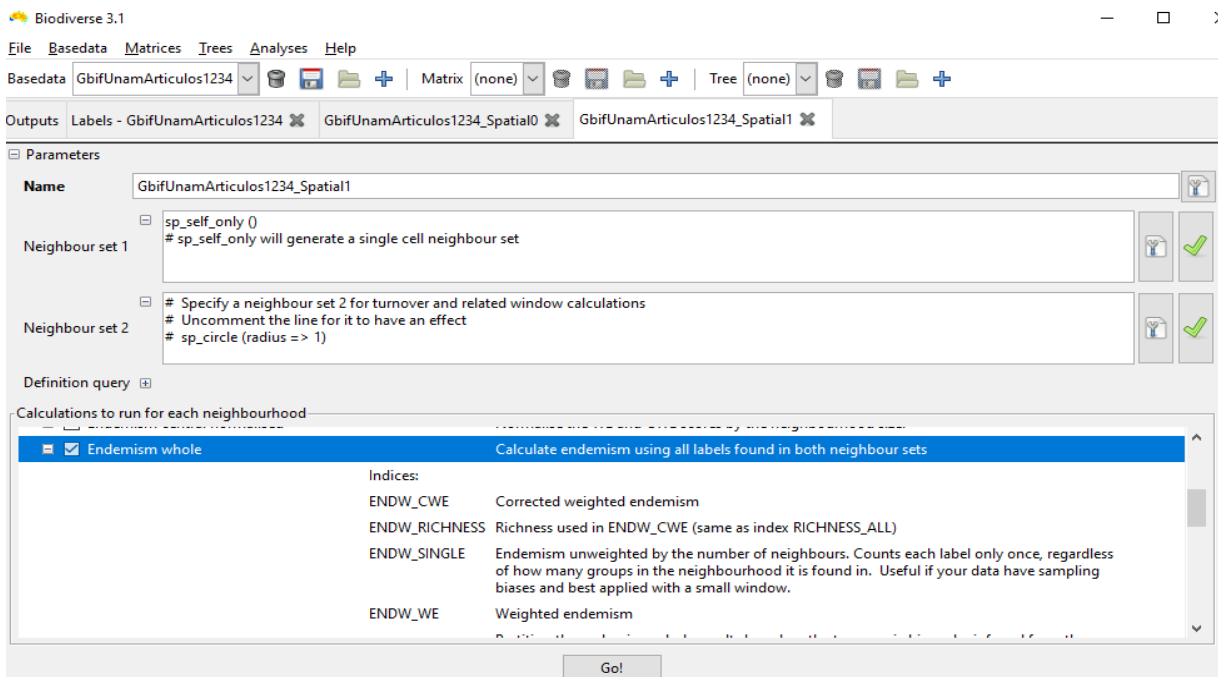 Biodiverse 3.1
File Basedata Matrices Trees Analyses Help
Basedata GbifUnamArticulos1234 Matrix (none) Tree (none)
Outputs Labels - GbifUnamArticulos1234 GbifUnamArticulos1234_Spatial0 GbifUnamArticulos1234_Spatial1
Parameters
Name GbifUnamArticulos1234_Spatial1
sp_self_only ()
# sp_self_only will generate a single cell neighbour set
Neighbour set 1
# Specify a neighbour set 2 for turnover and related window calculations
# Uncomment the line for it to have an effect
# sp_circle (radius => 1)
Neighbour set 2
Definition query
Calculations to run for each neighbourhood
Endemism whole Calculate endemism using all labels found in both neighbour sets
Indices:
ENDW_CWE Corrected weighted endemism
ENDW_RICHNESS Richness used in ENDW_CWE (same as index RICHNESS_ALL)
ENDW_SINGLE Endemism unweighted by the number of neighbours. Counts each label only once, regardless
of how many groups in the neighbourhood it is found in. Useful if your data have sampling
biases and best applied with a small window.
ENDW_WE Weighted endemism
Go!